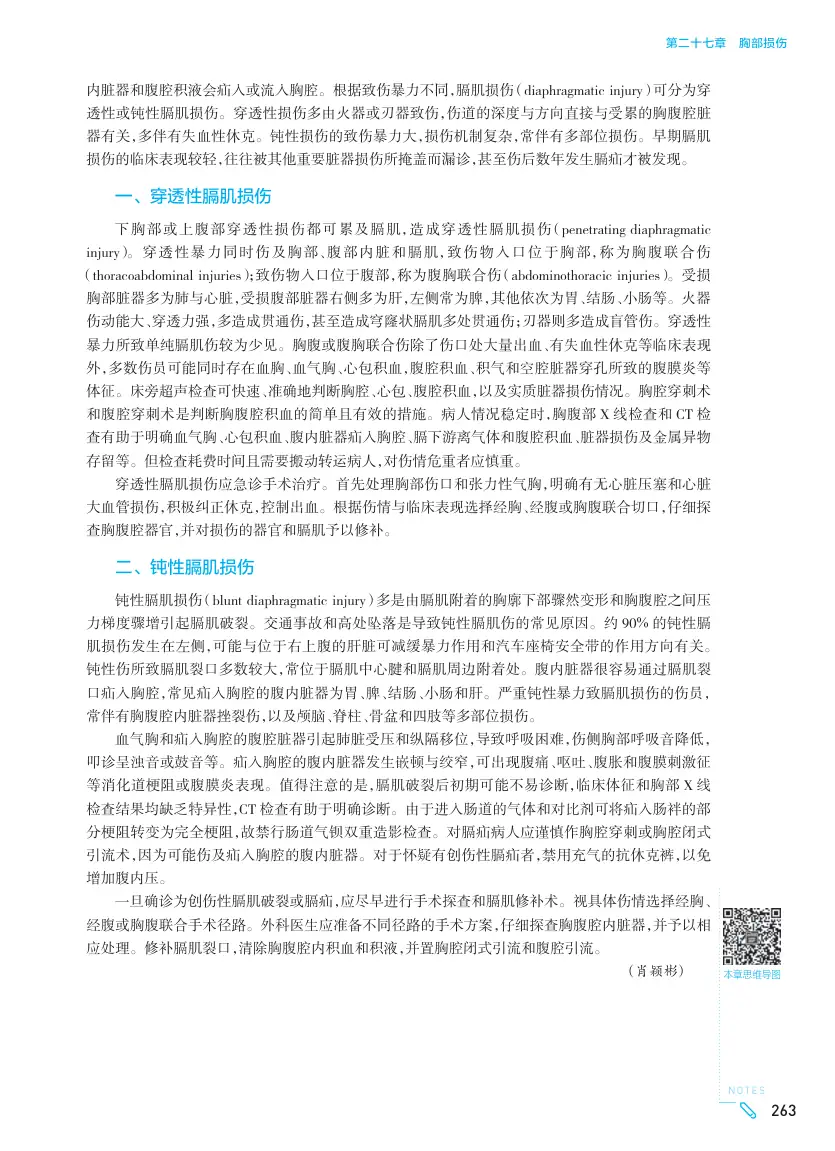 第二十七章 胸部损伤
内脏器和腹腔积液会疝入或流入胸腔。根据致伤暴力不同,膈肌损伤(diaphragmatic injury)可分为穿
透性或钝性膈肌损伤。穿透性损伤多由火器或刃器致伤,伤道的深度与方向直接与受累的胸腹腔脏
器有关,多伴有失血性休克。钝性损伤的致伤暴力大,损伤机制复杂,常伴有多部位损伤。早期膈肌
损伤的临床表现较轻,往往被其他重要脏器损伤所掩盖而漏诊,甚至伤后数年发生膈疝才被发现。
一、穿透性膈肌损伤
下胸部或上腹部穿透性损伤都可累及膈肌,造成穿透性膈肌损伤(penetrating diaphragmatic
injury)。穿透性暴力同时伤及胸部、腹部内脏和膈肌,致伤物入口位于胸部,称为胸腹联合伤
(thoracoabdominal injuries);致伤物入口位于腹部,称为腹胸联合伤(abdominothoracic injuries)。受损
胸部脏器多为肺与心脏,受损腹部脏器右侧多为肝,左侧常为脾,其他依次为胃、结肠、小肠等。火器
伤动能大、穿透力强,多造成贯通伤,甚至造成穹窿状膈肌多处贯通伤;刃器则多造成盲管伤。穿透性
暴力所致单纯膈肌伤较为少见。胸腹或腹胸联合伤除了伤口处大量出血、有失血性休克等临床表现
外,多数伤员可能同时存在血胸、血气胸、心包积血,腹腔积血、积气和空腔脏器穿孔所致的腹膜炎等
体征。床旁超声检查可快速、准确地判断胸腔、心包、腹腔积血,以及实质脏器损伤情况。胸腔穿刺术
和腹腔穿刺术是判断胸腹腔积血的简单且有效的措施。病人情况稳定时,胸腹部 X 线检查和 CT 检
查有助于明确血气胸、心包积血、腹内脏器疝入胸腔、膈下游离气体和腹腔积血、脏器损伤及金属异物
存留等。但检查耗费时间且需要搬动转运病人,对伤情危重者应慎重。
穿透性膈肌损伤应急诊手术治疗。首先处理胸部伤口和张力性气胸,明确有无心脏压塞和心脏
大血管损伤,积极纠正休克,控制出血。根据伤情与临床表现选择经胸、经腹或胸腹联合切口,仔细探
查胸腹腔器官,并对损伤的器官和膈肌予以修补。
二、钝性膈肌损伤
钝性膈肌损伤(blunt diaphragmatic injury)多是由膈肌附着的胸廓下部骤然变形和胸腹腔之间压
力梯度骤增引起膈肌破裂。交通事故和高处坠落是导致钝性膈肌伤的常见原因。约 90% 的钝性膈
肌损伤发生在左侧,可能与位于右上腹的肝脏可减缓暴力作用和汽车座椅安全带的作用方向有关。
钝性伤所致膈肌裂口多数较大,常位于膈肌中心腱和膈肌周边附着处。腹内脏器很容易通过膈肌裂
口疝入胸腔,常见疝入胸腔的腹内脏器为胃、脾、结肠、小肠和肝。严重钝性暴力致膈肌损伤的伤员,
常伴有胸腹腔内脏器挫裂伤,以及颅脑、脊柱、骨盆和四肢等多部位损伤。
血气胸和疝入胸腔的腹腔脏器引起肺脏受压和纵隔移位,导致呼吸困难,伤侧胸部呼吸音降低,
叩诊呈浊音或鼓音等。疝入胸腔的腹内脏器发生嵌顿与绞窄,可出现腹痛、呕吐、腹胀和腹膜刺激征
等消化道梗阻或腹膜炎表现。值得注意的是,膈肌破裂后初期可能不易诊断,临床体征和胸部 X 线
检查结果均缺乏特异性,CT 检查有助于明确诊断。由于进入肠道的气体和对比剂可将疝入肠袢的部
分梗阻转变为完全梗阻,故禁行肠道气钡双重造影检查。对膈疝病人应谨慎作胸腔穿刺或胸腔闭式
引流术,因为可能伤及疝入胸腔的腹内脏器。对于怀疑有创伤性膈疝者,禁用充气的抗休克裤,以免
增加腹内压。
一旦确诊为创伤性膈肌破裂或膈疝,应尽早进行手术探查和膈肌修补术。视具体伤情选择经胸、
经腹或胸腹联合手术径路。外科医生应准备不同径路的手术方案,仔细探查胸腹腔内脏器,并予以相
应处理。修补膈肌裂口,清除胸腹腔内积血和积液,并置胸腔闭式引流和腹腔引流。
(肖颖彬)
本章思维导图
NOTES
263